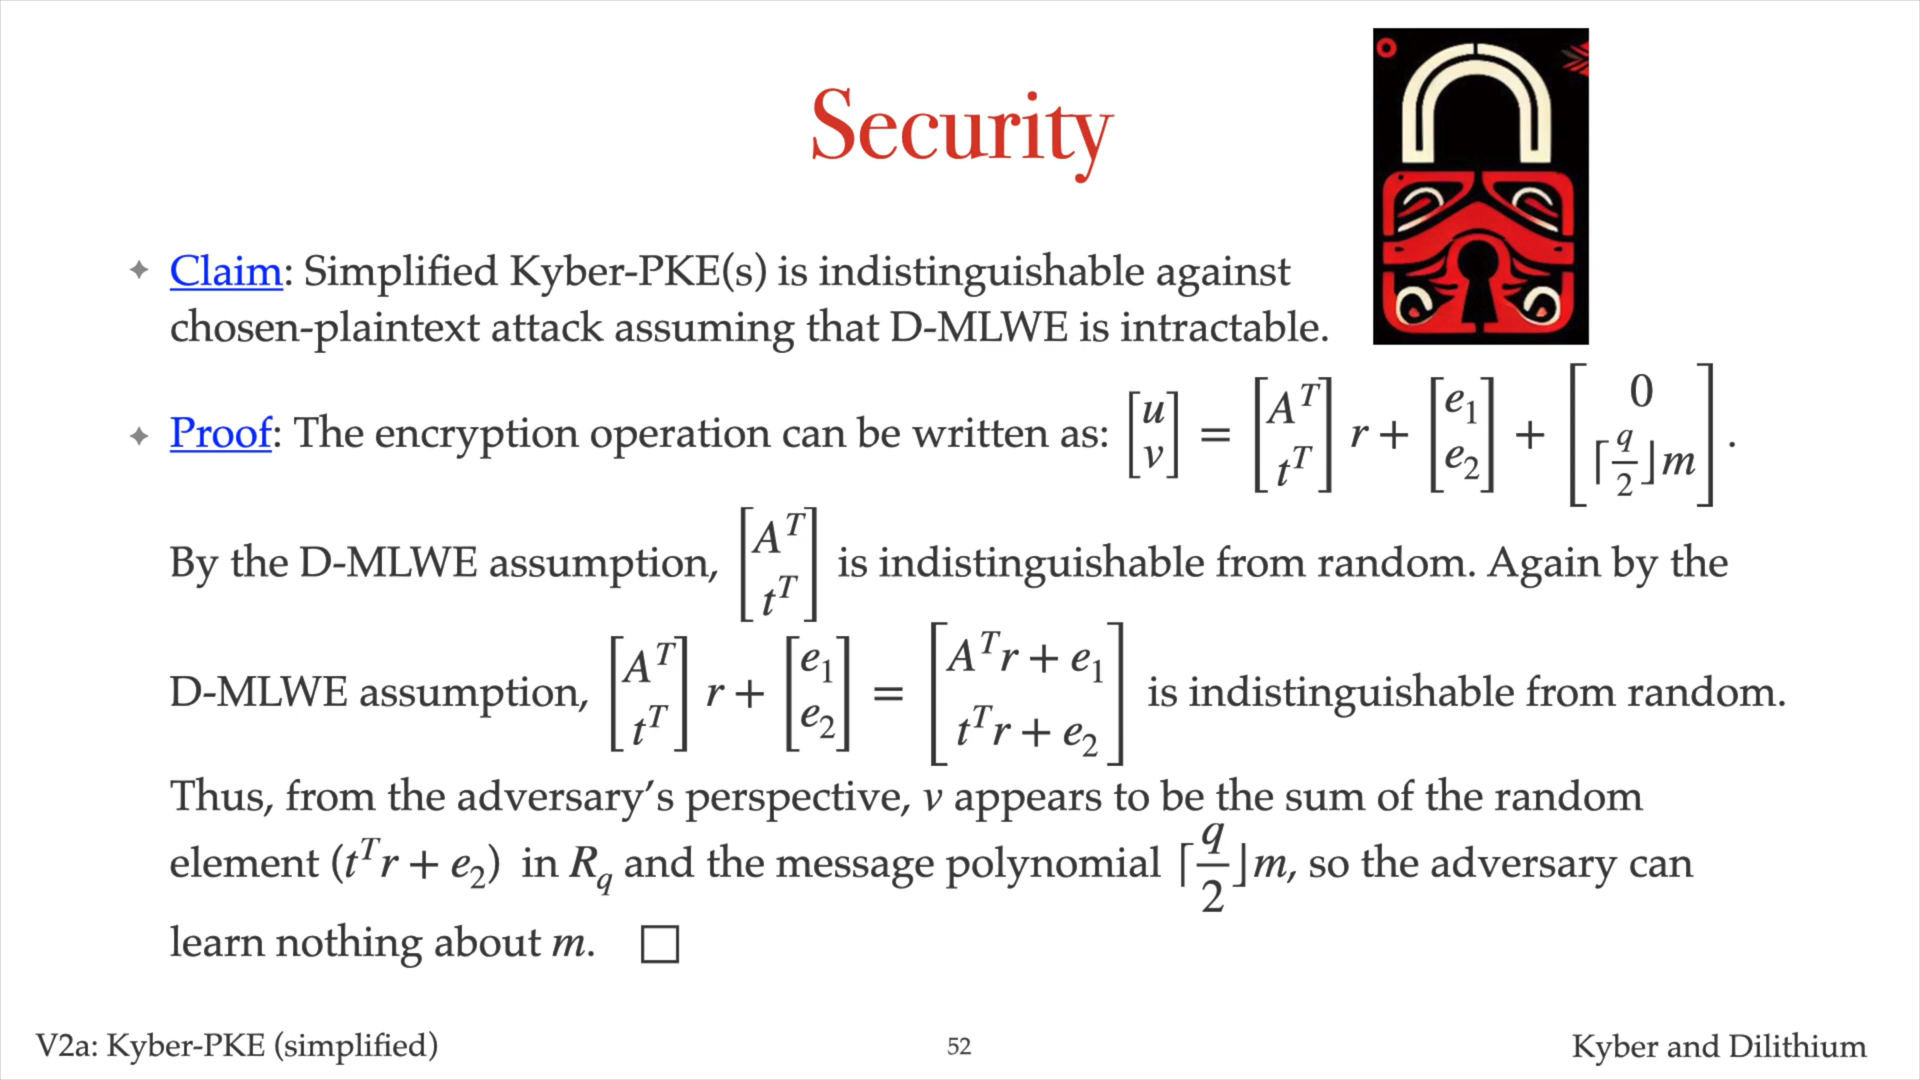 Security
✦ Claim: Simplified Kyber-PKE(s) is indistinguishable against
chosen-plaintext attack assuming that D-MLWE is intractable.
✦ Proof: The encryption operation can be written as: [u; v] = [A^T; t^T] r + [e_1; e_2] + [0; ⌈q/2⌋m].
By the D-MLWE assumption, [A^T; t^T] is indistinguishable from random. Again by the
D-MLWE assumption, [A^T; t^T] r + [e_1; e_2] = [A^T r + e_1; t^T r + e_2] is indistinguishable from random.
Thus, from the adversary’s perspective, v appears to be the sum of the random
element (t^T r + e_2) in R_q and the message polynomial ⌈q/2⌋m, so the adversary can
learn nothing about m. □
V2a: Kyber-PKE (simplified)
52
Kyber and Dilithium